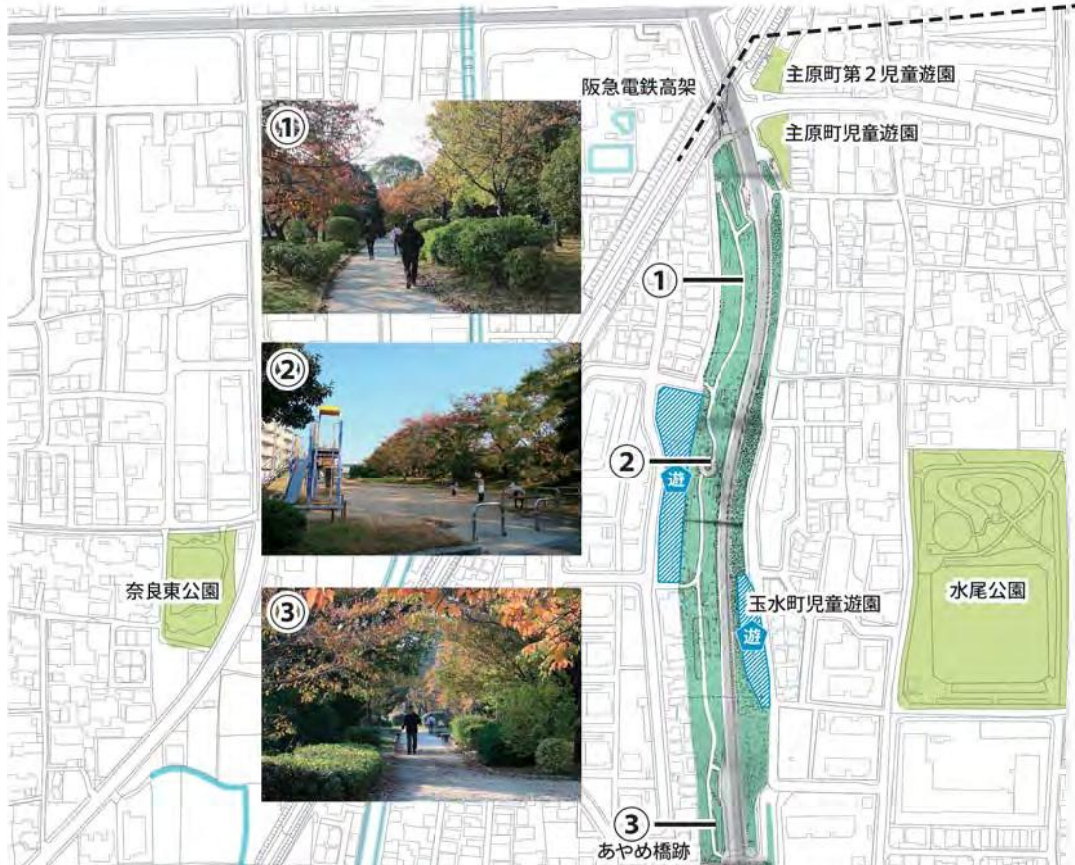 主原町第2児童遊園
阪急電鉄高架
主原町児童遊園
①
①
②
②
遊
奈良東公園
③
玉水町児童遊園
遊
水尾公園
③
あやめ橋跡